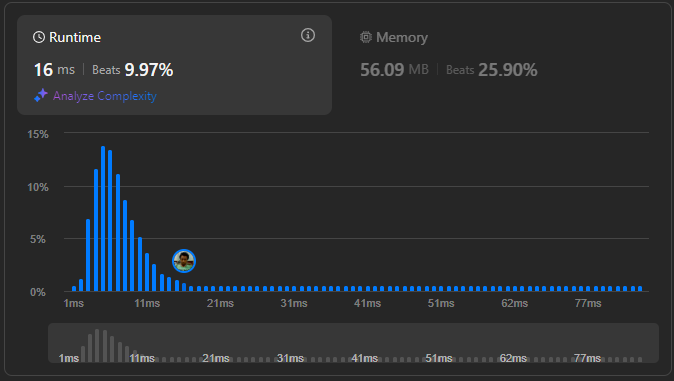 Runtime
16 ms | Beats 9.97%
Analyze Complexity
Memory
56.09 MB | Beats 25.90%
15%
10%
5%
0%
1ms 11ms 21ms 31ms 41ms 51ms 62ms 77ms
1ms 11ms 21ms 31ms 41ms 51ms 62ms 77ms